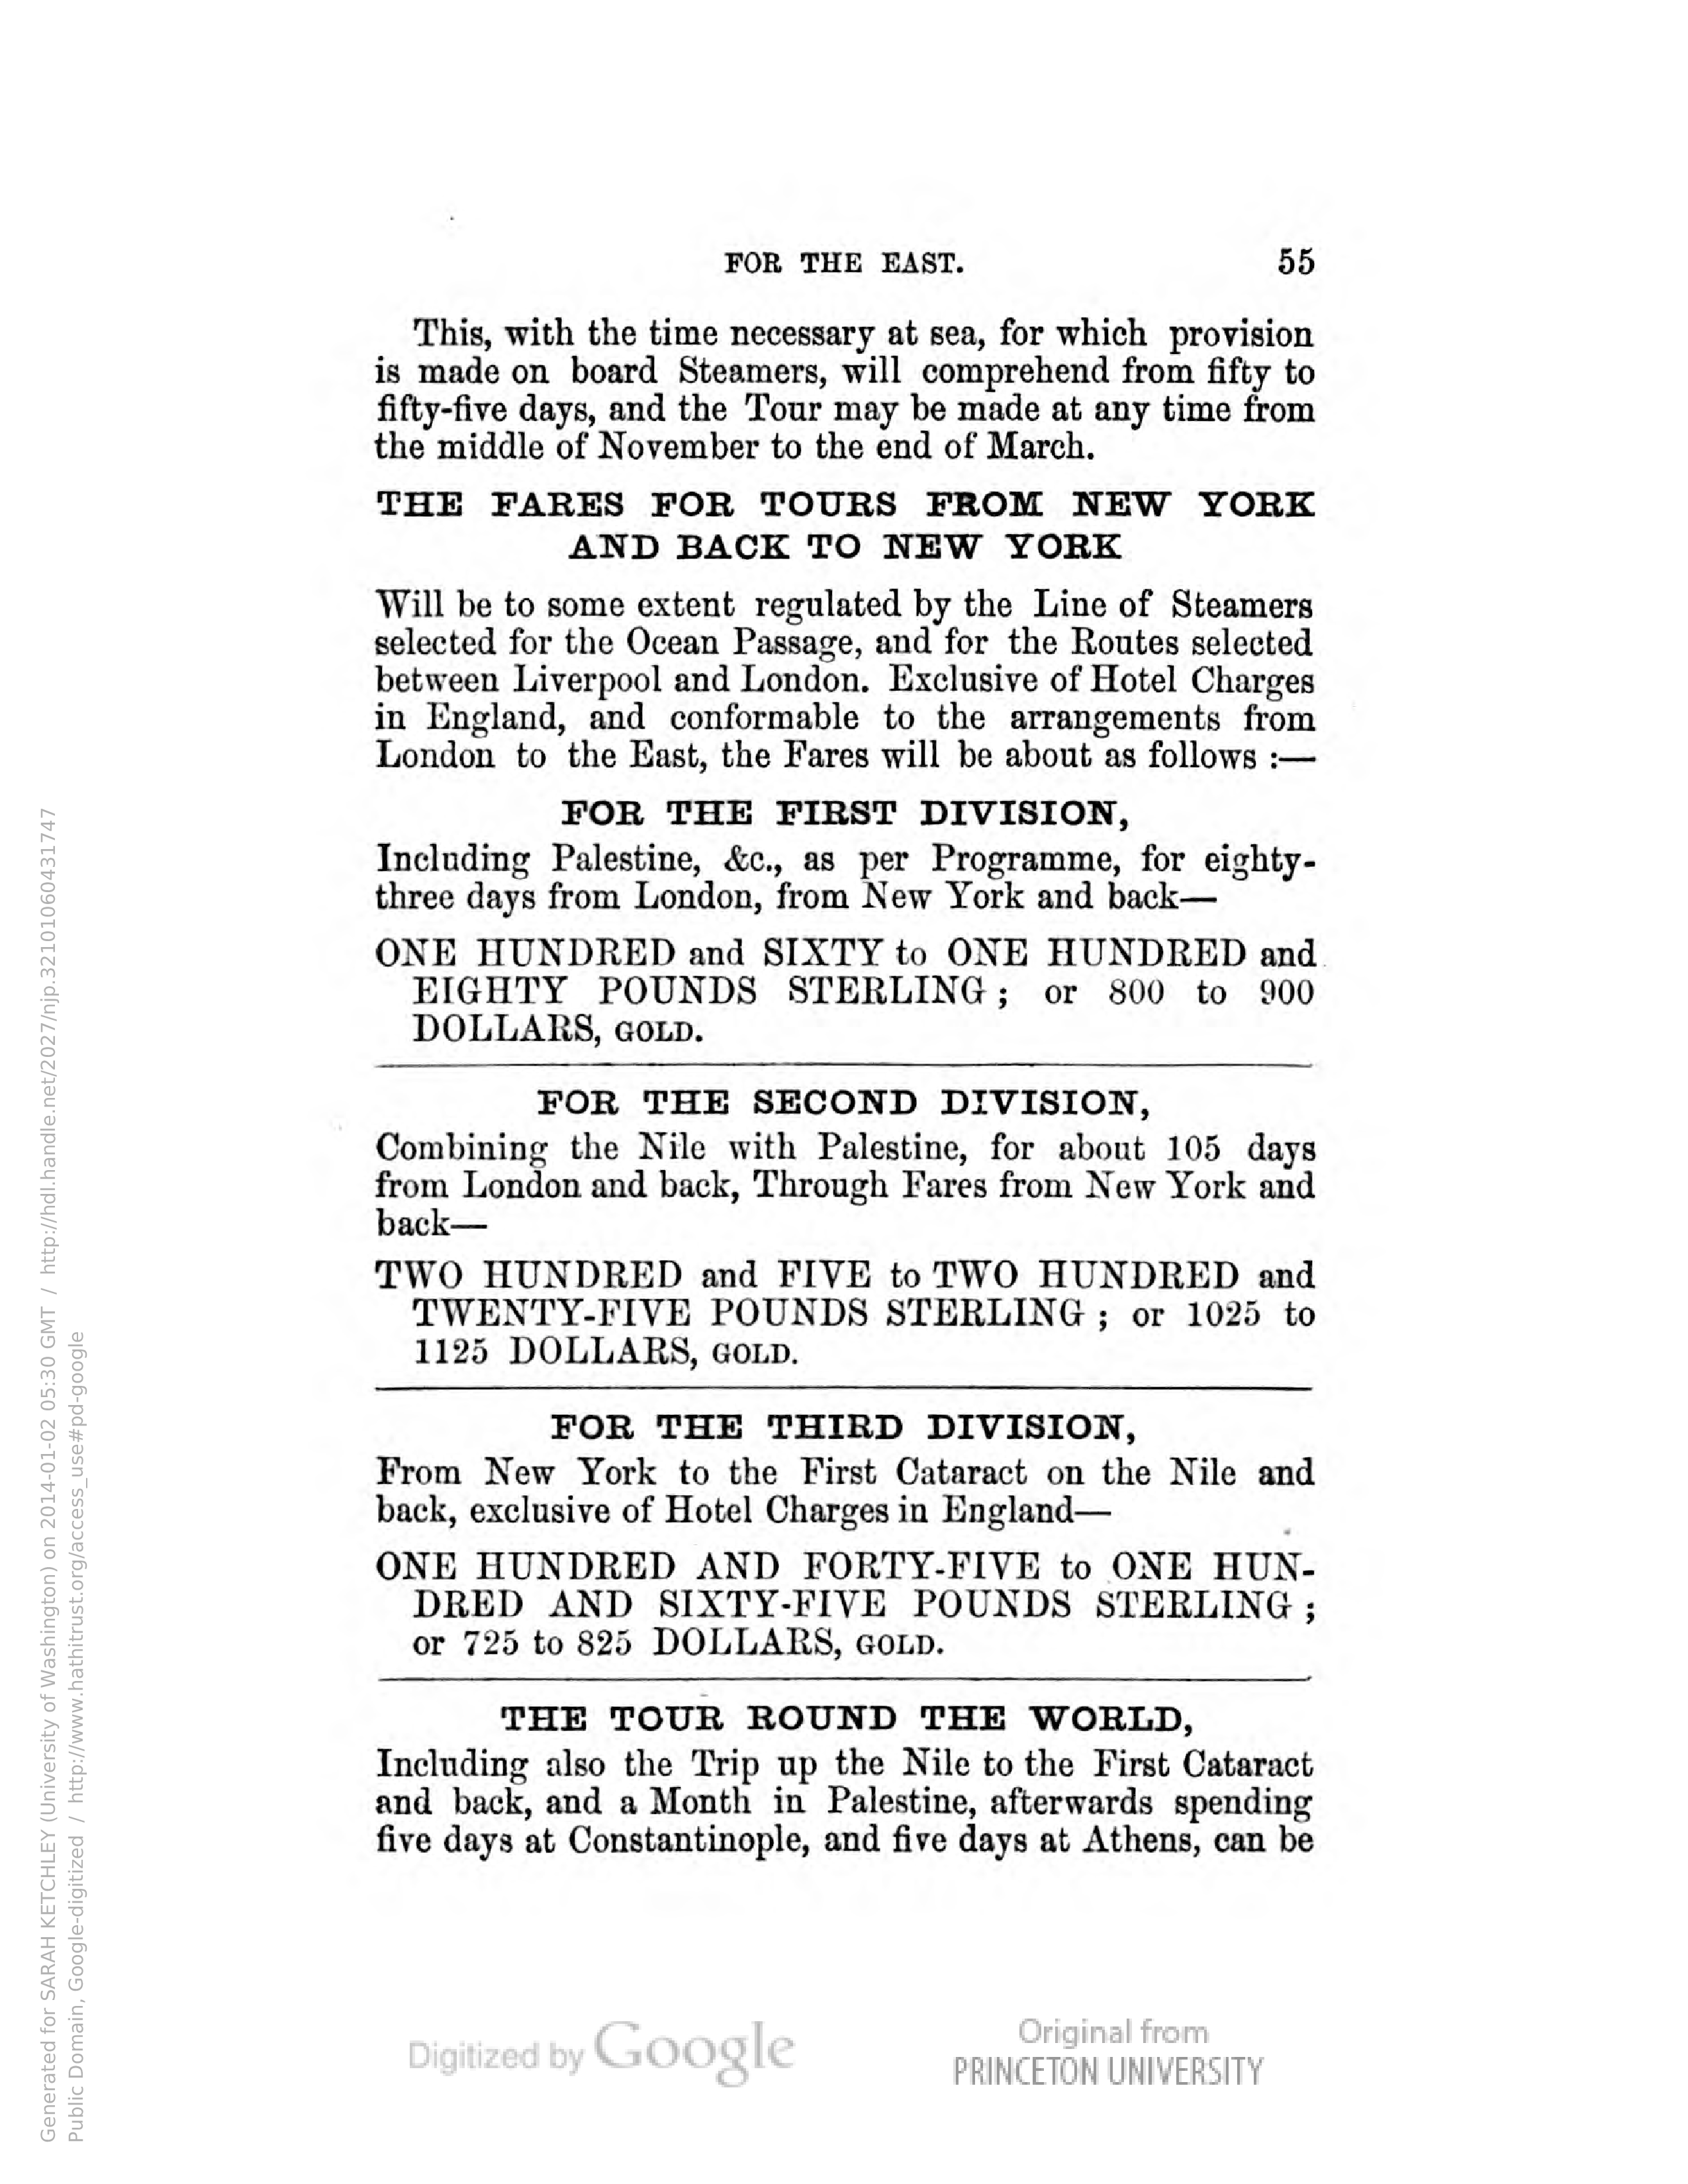 FOR THE EAST. 55
This, with the time necessary at sea, for which provision
is made on board Steamers, will comprehend from fifty to
fifty-five days, and the Tour may be made at any time from
the middle of November to the end of March.
THE FARES FOR TOURS FROM NEW YORK
AND BACK TO NEW YORK
Will be to some extent regulated by the Line of Steamers
selected for the Ocean Passage, and for the Routes selected
between Liverpool and London. Exclusive of Hotel Charges
in England, and conformable to the arrangements from
London to the East, the Fares will be about as follows :—
FOR THE FIRST DIVISION,
Including Palestine, &c., as per Programme, for eighty-
three days from London, from New York and back—
ONE HUNDRED and SIXTY to ONE HUNDRED and
EIGHTY POUNDS STERLING; or 800 to 900
DOLLARS, GOLD.
FOR THE SECOND DIVISION,
Combining the Nile with Palestine, for about 105 days
from London and back, Through Fares from New York and
back—
TWO HUNDRED and FIVE to TWO HUNDRED and
TWENTY-FIVE POUNDS STERLING ; or 1025 to
1125 DOLLARS, GOLD.
FOR THE THIRD DIVISION,
From New York to the First Cataract on the Nile and
back, exclusive of Hotel Charges in England—
ONE HUNDRED AND FORTY-FIVE to ONE HUN-
DRED AND SIXTY-FIVE POUNDS STERLING ;
or 725 to 825 DOLLARS, GOLD.
THE TOUR ROUND THE WORLD,
Including also the Trip up the Nile to the First Cataract
and back, and a Month in Palestine, afterwards spending
five days at Constantinople, and five days at Athens, can be
Generated for SARAH KETCHLEY (University of Washington) on 2014-01-02 05:30 GMT / http://hdl.handle.net/2027/njp.32101060431747
Public Domain, Google-digitized / http://www.hathitrust.org/access_use#pd-google
Digitized by Google
Original from
PRINCETON UNIVERSITY